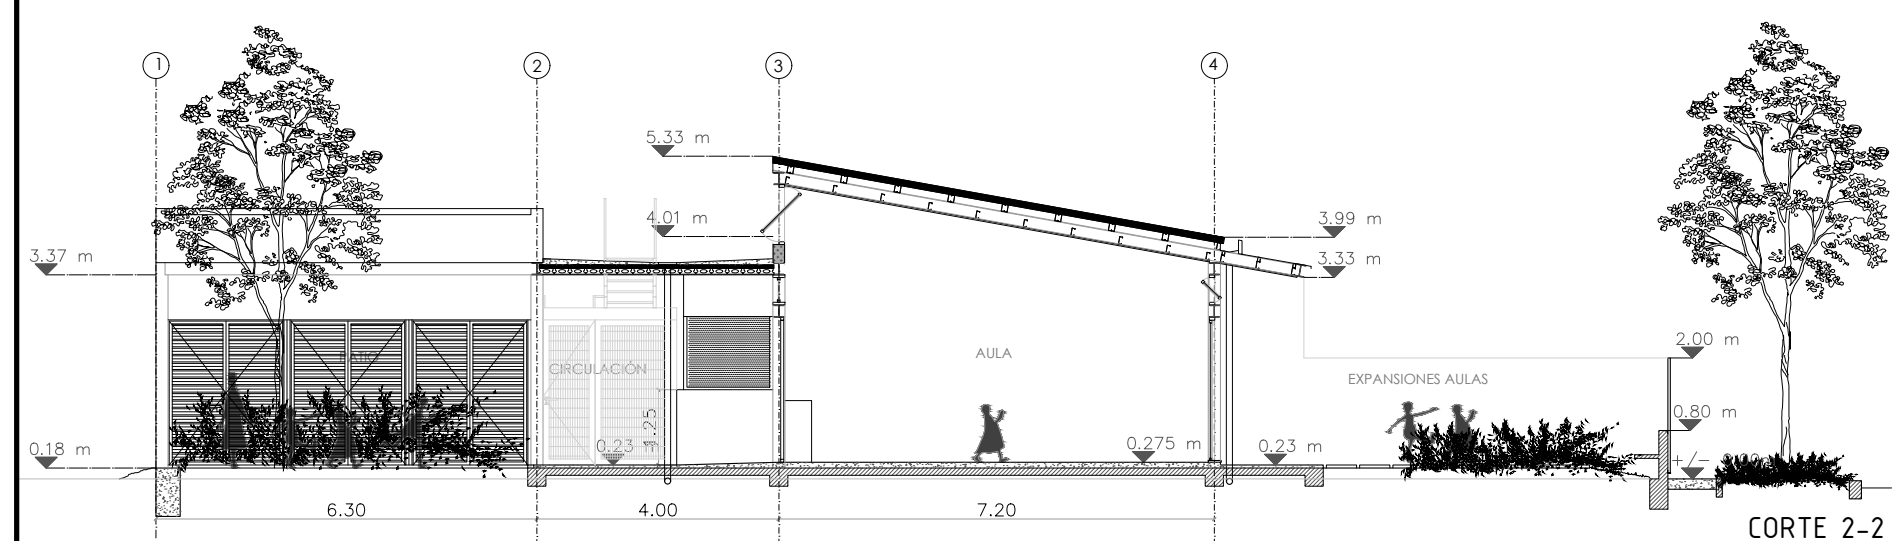 1
2
3
4
5.33 m
4.01 m
3.99 m
3.37 m
3.33 m
2.00 m
PATIO
AULA
CIRCULACIÓN
EXPANSIONES AULAS
0.80 m
1.25
0.18 m
0.23 m
0.275 m
0.23 m
+/-
6.30
4.00
7.20
CORTE 2-2